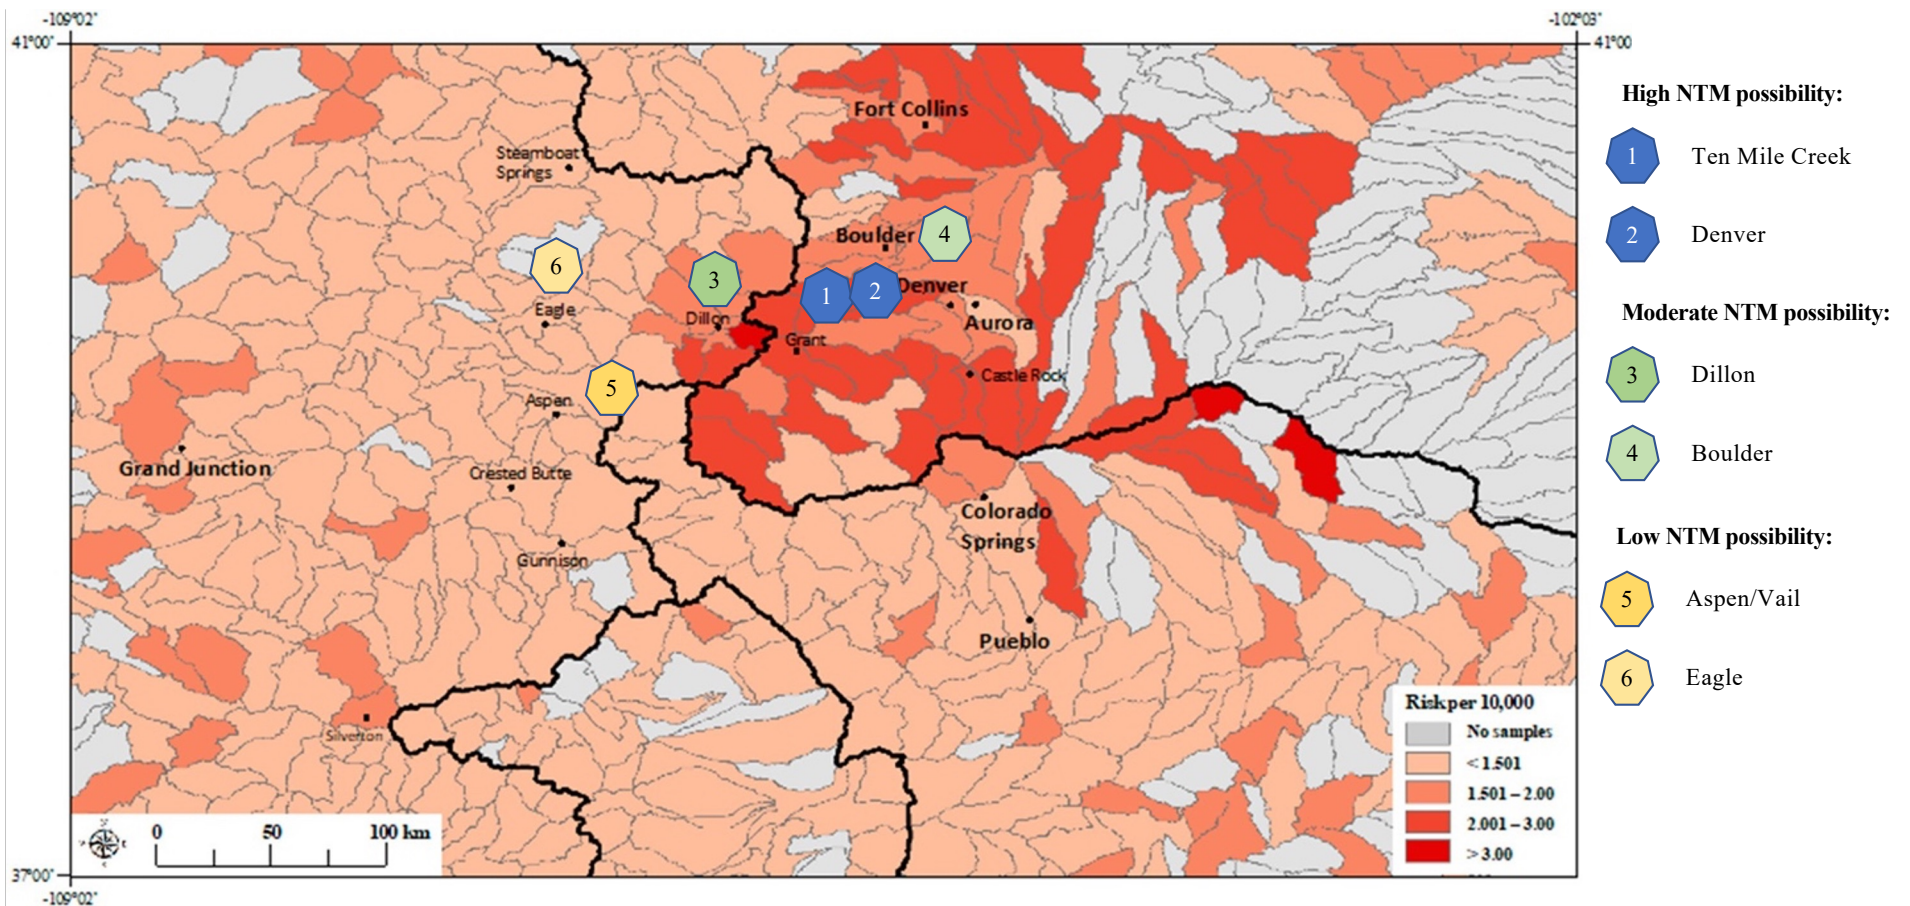 -109°02'
-102°03'
41°00'
41°00
High NTM possibility:
Fort Collins
1 Ten Mile Creek
Steamboat
Springs
2 Denver
Boulder
4
6
3
1
2
Denver
Moderate NTM possibility:
Eagle
Dillon
Aurora
Grant
3 Dillon
Castle Rock
5
Aspen
4 Boulder
Grand Junction
Crested Butte
Colorado
Springs
Low NTM possibility:
Gunnison
5 Aspen/Vail
Pueblo
6 Eagle
Silverton
Risk per 10,000
No samples
< 1.501
1.501 – 2.00
2.001 – 3.00
> 3.00
0 50 100 km
37°00'
-109°02'